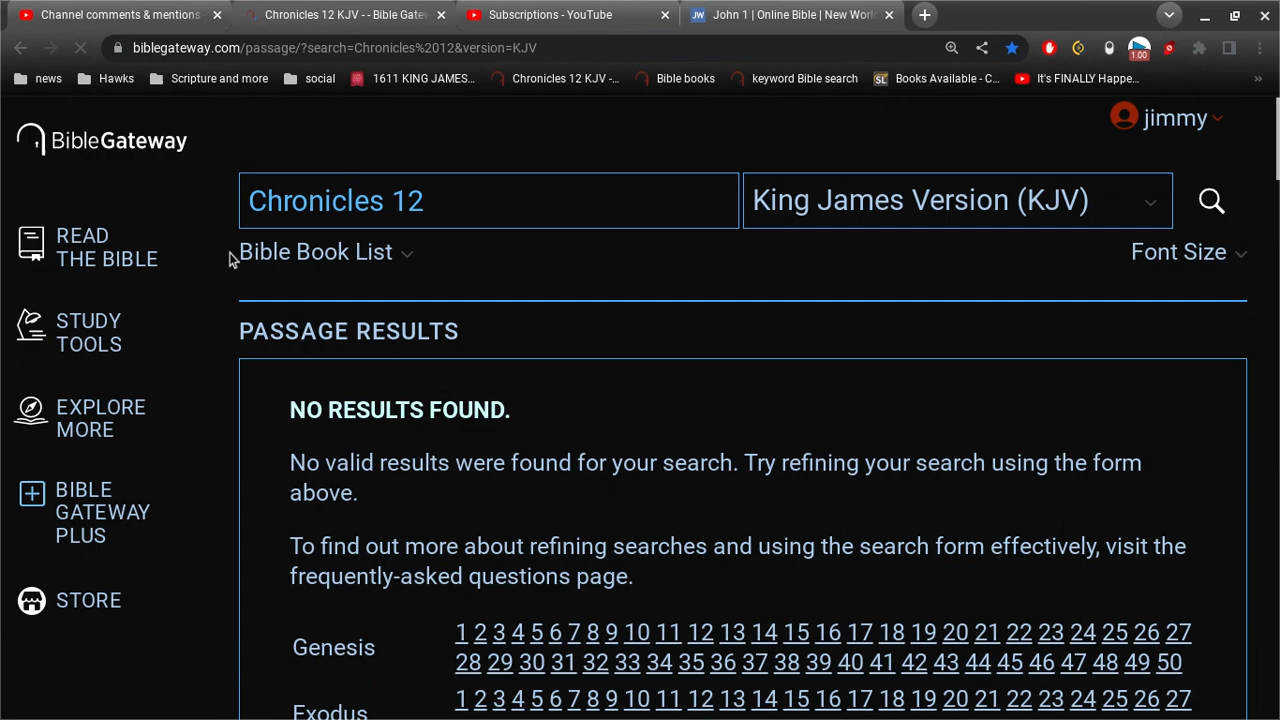 Channel comments & mentions
Chronicles 12 KJV - - Bible Gatew
Subscriptions - YouTube
John 1 | Online Bible | New Worl
biblegateway.com/passage/?search=Chronicles%2012&version=KJV
1.00
news
Hawks
Scripture and more
social
1611 KING JAMES...
Chronicles 12 KJV -...
Bible books
keyword Bible search
SL
Books Available - C...
It's FINALLY Happe...
»
BibleGateway
jimmy
Chronicles 12
King James Version (KJV)
Bible Book List
Font Size
READ
THE BIBLE
STUDY
TOOLS
EXPLORE
MORE
BIBLE
GATEWAY
PLUS
STORE
PASSAGE RESULTS
NO RESULTS FOUND.
No valid results were found for your search. Try refining your search using the form
above.
To find out more about refining searches and using the search form effectively, visit the
frequently-asked questions page.
Genesis
1 2 3 4 5 6 7 8 9 10 11 12 13 14 15 16 17 18 19 20 21 22 23 24 25 26 27
28 29 30 31 32 33 34 35 36 37 38 39 40 41 42 43 44 45 46 47 48 49 50
Exodus
1 2 3 4 5 6 7 8 9 10 11 12 13 14 15 16 17 18 19 20 21 22 23 24 25 26 27